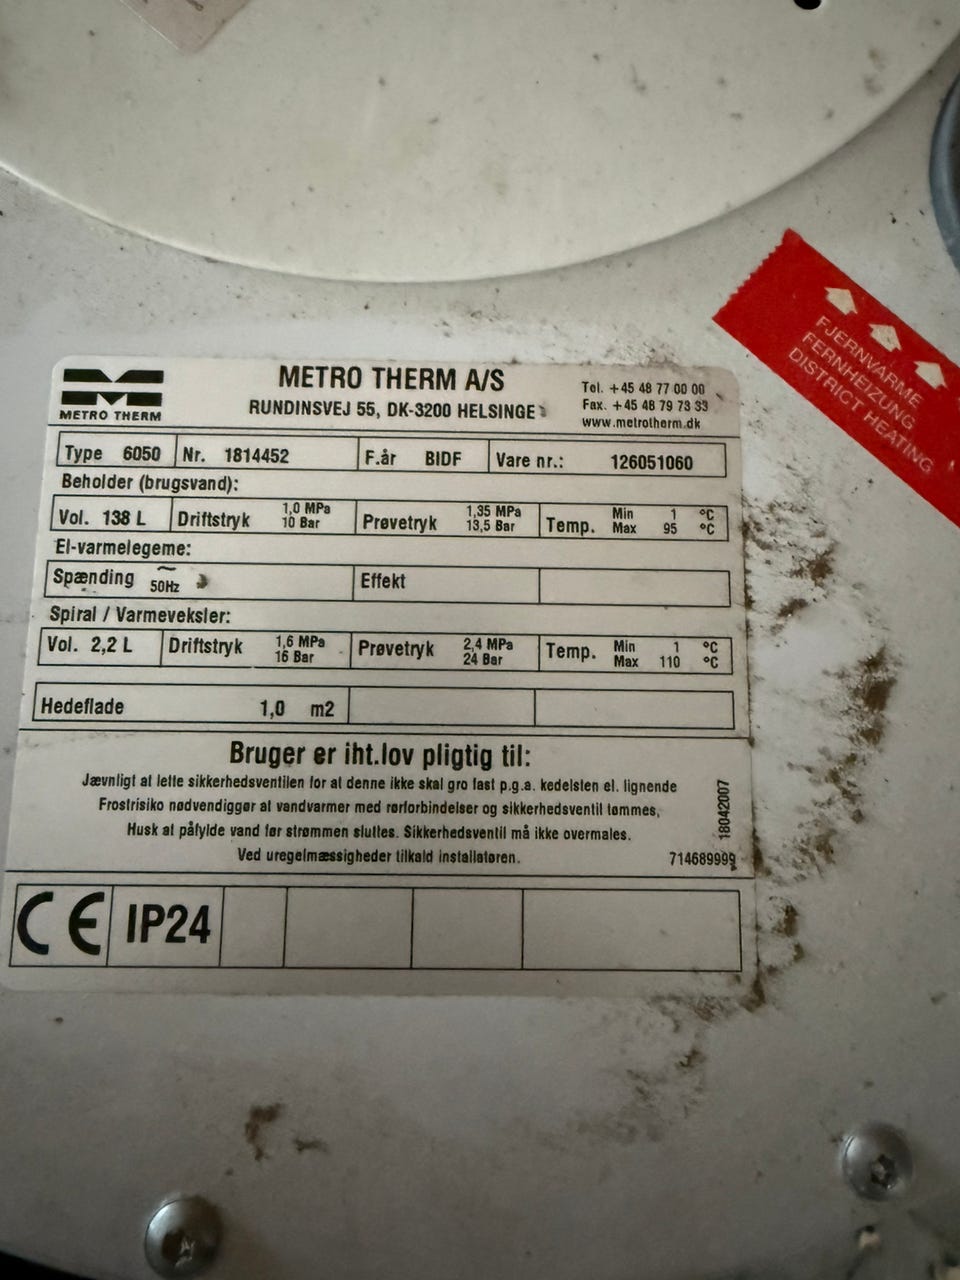 METRO THERM
METRO THERM A/S
RUNDINSVEJ 55, DK-3200 HELSINGE
Tel. +45 48 77 00 00
Fax. +45 48 79 73 33
www.metrotherm.dk
Type 6050 Nr. 1814452 F.år BIDF Vare nr.: 126051060
Beholder (brugsvand):
Vol. 138 L Driftstryk 1,0 MPa 10 Bar Prøvetryk 1,35 MPa 13,5 Bar Temp. Min 1 °C Max 95 °C
El-varmelegeme:
Spænding ~ 50Hz Effekt
Spiral / Varmeveksler:
Vol. 2,2 L Driftstryk 1,6 MPa 16 Bar Prøvetryk 2,4 MPa 24 Bar Temp. Min 1 °C Max 110 °C
Hedeflade 1,0 m2
Bruger er iht.lov pligtig til:
Jævnligt at lette sikkerhedsventilen for at denne ikke skal gro fast p.g.a. kedelsten el. lignende
Frostrisiko nødvendiggør at vandvarmer med rørforbindelser og sikkerhedsventil tømmes,
Husk at påfylde vand før strømmen sluttes. Sikkerhedsventil må ikke overmales.
Ved uregelmæssigheder tilkald installatøren.
714689999
18042007
CE IP24
FJERNVARME
FERNHEIZUNG
DISTRICT HEATING